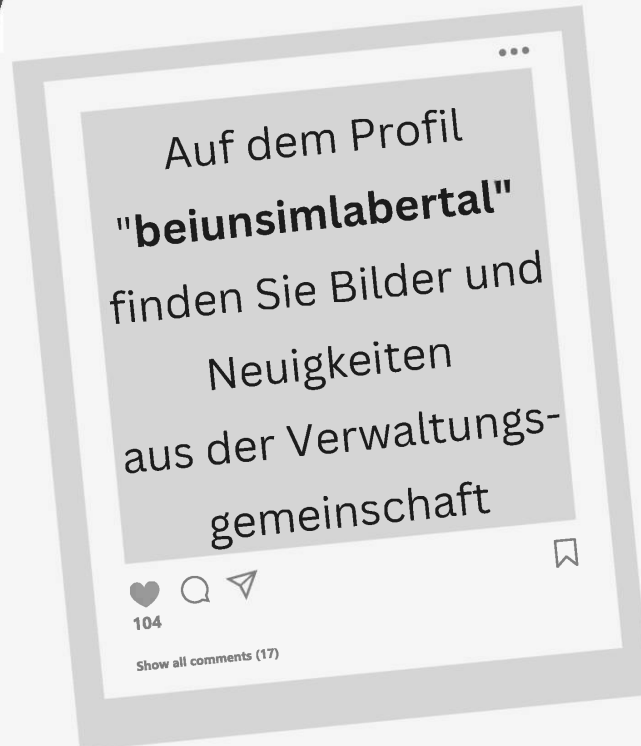 Auf dem Profil
"beiunsimlabertal"
finden Sie Bilder und
Neuigkeiten
aus der Verwaltungs-
gemeinschaft
104
Show all comments (17)